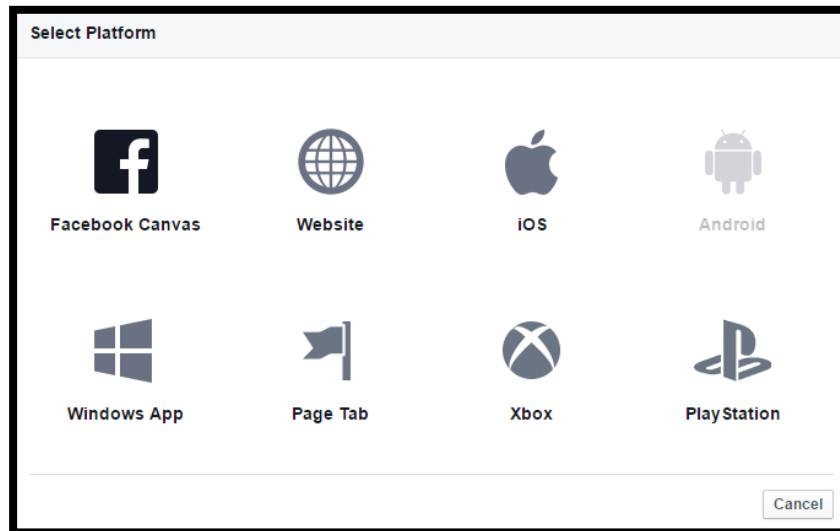 Select Platform
Facebook Canvas
Website
iOS
Android
Windows App
Page Tab
Xbox
PlayStation
Cancel